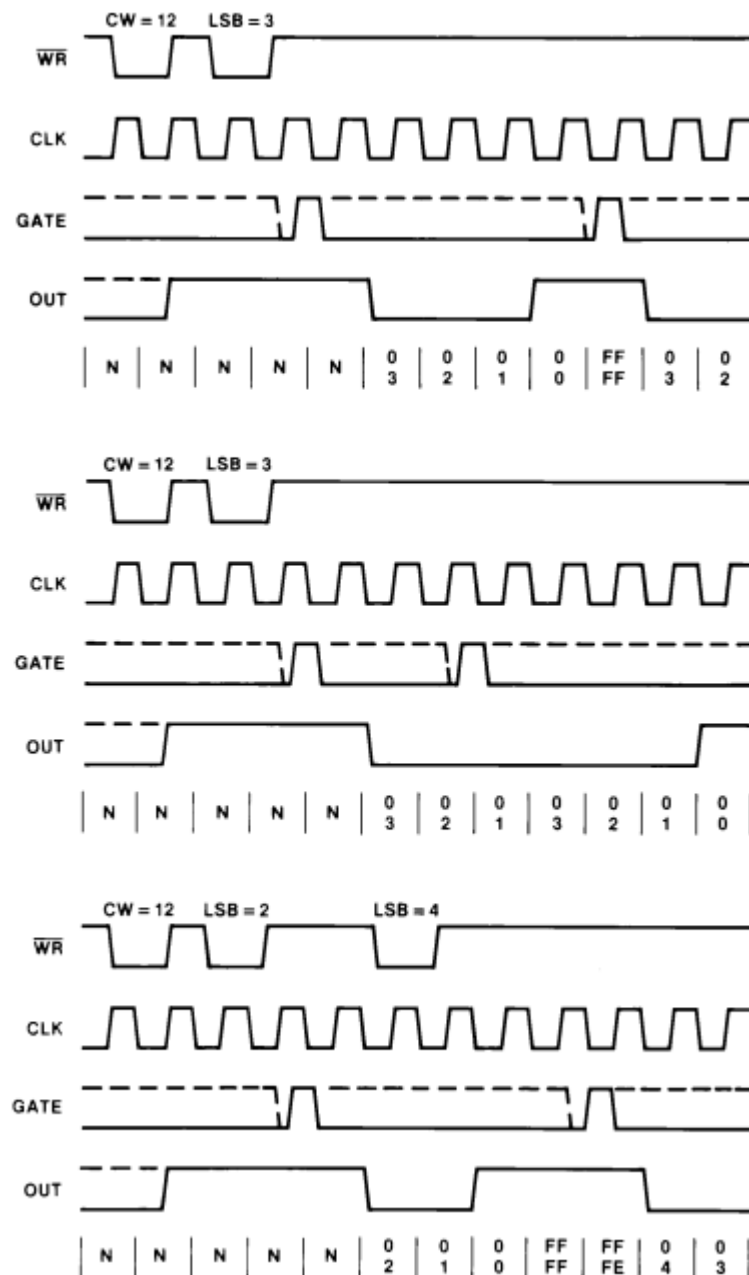 CW = 12 LSB = 3
WR
CLK
GATE
OUT
N N N N N 0 0 0 0 FF 0 0
3 2 1 0 FF 3 2
CW = 12 LSB = 3
WR
CLK
GATE
OUT
N N N N N 0 0 0 0 0 0 0
3 2 1 3 2 1 0
CW = 12 LSB = 2 LSB = 4
WR
CLK
GATE
OUT
N N N N N 0 0 0 FF FF 0 0
2 1 0 FF FE 4 3